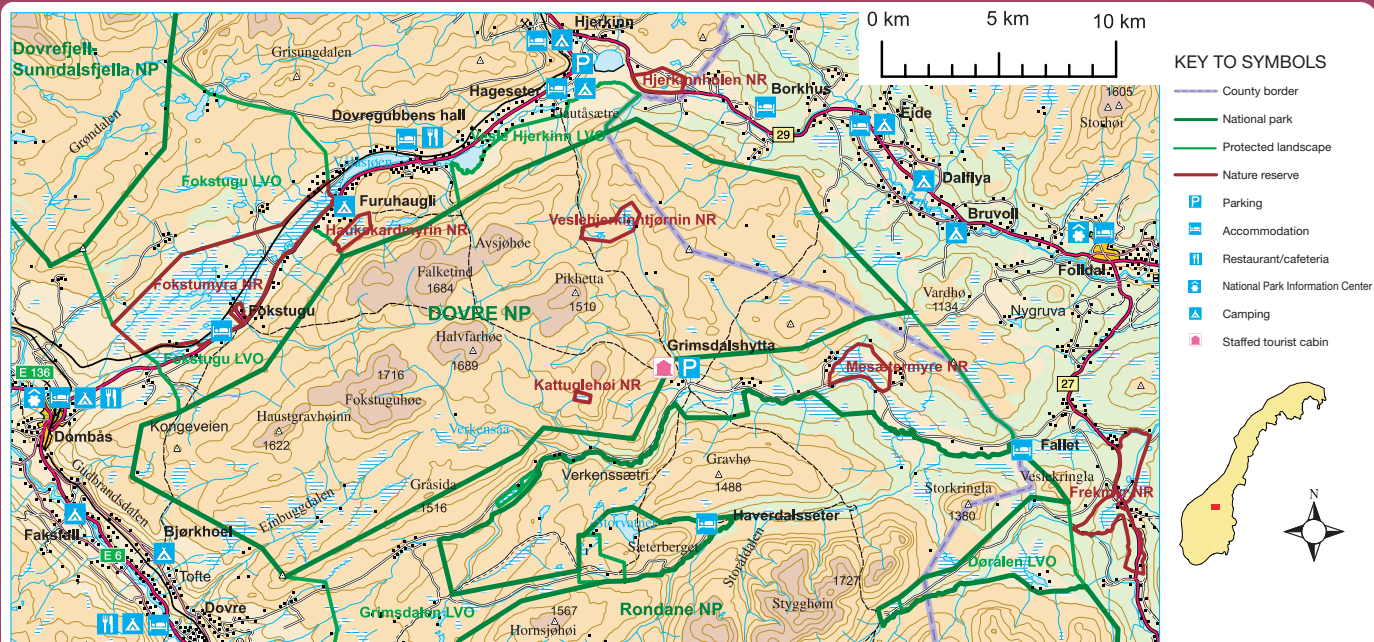 0 km 5 km 10 km
KEY TO SYMBOLS
County border
National park
Protected landscape
Nature reserve
Parking
Accommodation
Restaurant/cafeteria
National Park Information Center
Camping
Staffed tourist cabin
N
Hjerkinn
Dovrefjell-
Sunndalsfjella NP
Grisungdalen
Hjerkinnholen NR
Hageseter
Borkhus
1605
Storhøi
Dovregubbens hall
Gautåsætre
Eide
Grøndalen
Vesle Hjerkinn LVO
29
Fokstugu LVO
Dalflya
Furuhaugli
Bruvoll
Haukskardmyrin NR
Veslehjerkinntjørnin NR
Avsjøhøe
Folldal
Falketind
1684
Pikhetta
1510
Fokstumyra NR
Vardhø
1134
Nygruva
Fokstugu
DOVRE NP
Halvfarhøe
1689
Grimsdalshytta
Fokstugu LVO
E 136
1716
Mesætermyre NR
Kattuglehøi NR
27
Fokstuguhøe
Haustgravhøinn
1622
Kongeveien
Verkensåa
Dombås
Fallet
Gravhø
1488
Gudbrandsdalen
Verkenssætri
Veslekringla
Gråsida
1516
Storkringla
1380
Frekmyr NR
Einbuggdalen
Faksfall
Bjørkhoel
Storvatnet
Haverdalsseter
Sæterberget
E 6
Storåldalen
Dørålen LVO
Tofte
1727
Dovre
Grimsdalen LVO
1567
Hornsjøhøi
Rondane NP
Stygghøin